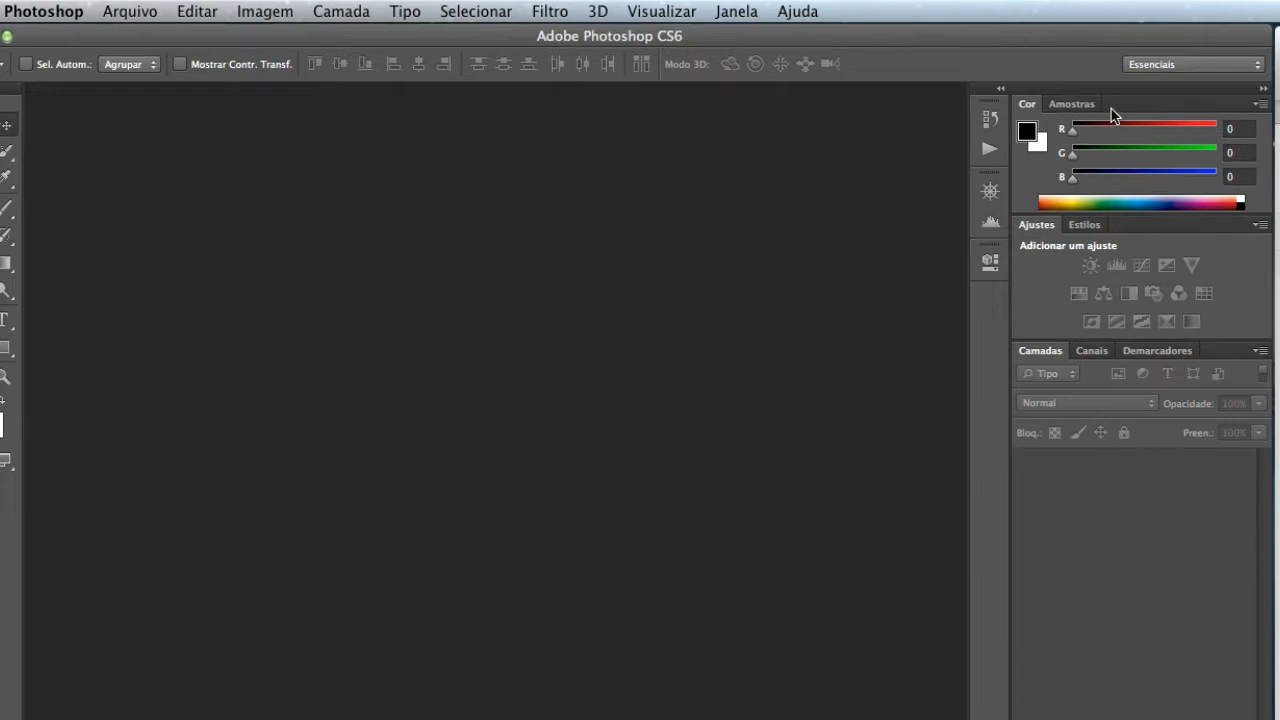 Photoshop Arquivo Editar Imagem Camada Tipo Selecionar Filtro 3D Visualizar Janela Ajuda
Adobe Photoshop CS6
Sel. Autom.: Agrupar Mostrar Contr. Transf. Modo 3D: Essenciais
Cor Amostras
R 0
G 0
B 0
Ajustes Estilos
Adicionar um ajuste
Camadas Canais Demarcadores
Tipo
Normal Opacidade: 100%
Bloq.: Preen.: 100%